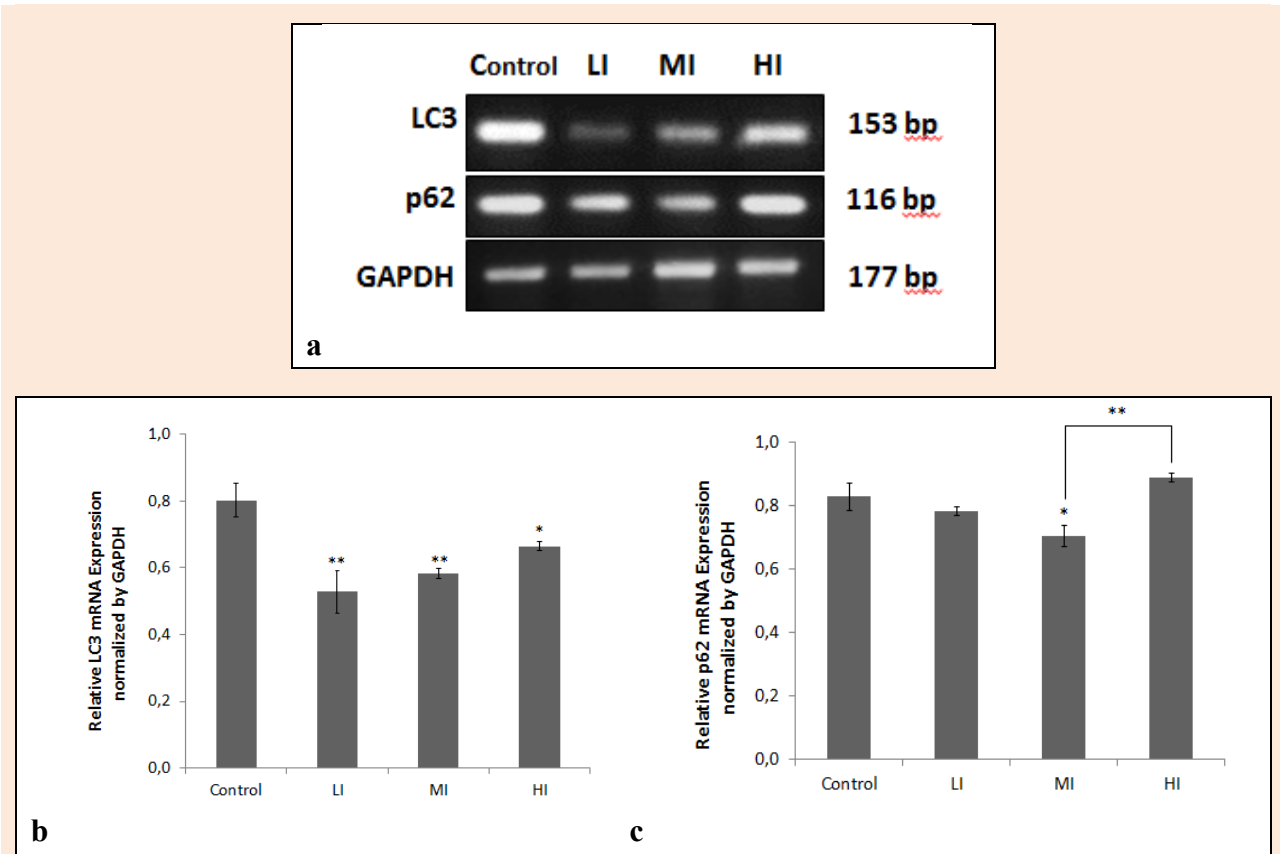 Control LI MI HI
LC3 153 bp
p62 116 bp
GAPDH 177 bp
a
Relative LC3 mRNA Expression
normalized by GAPDH
1,0
0,8
0,6
0,4
0,2
0,0
**
**
*
Control LI MI HI
b
Relative p62 mRNA Expression
normalized by GAPDH
1,0
0,8
0,6
0,4
0,2
0,0
**
*
Control LI MI HI
c